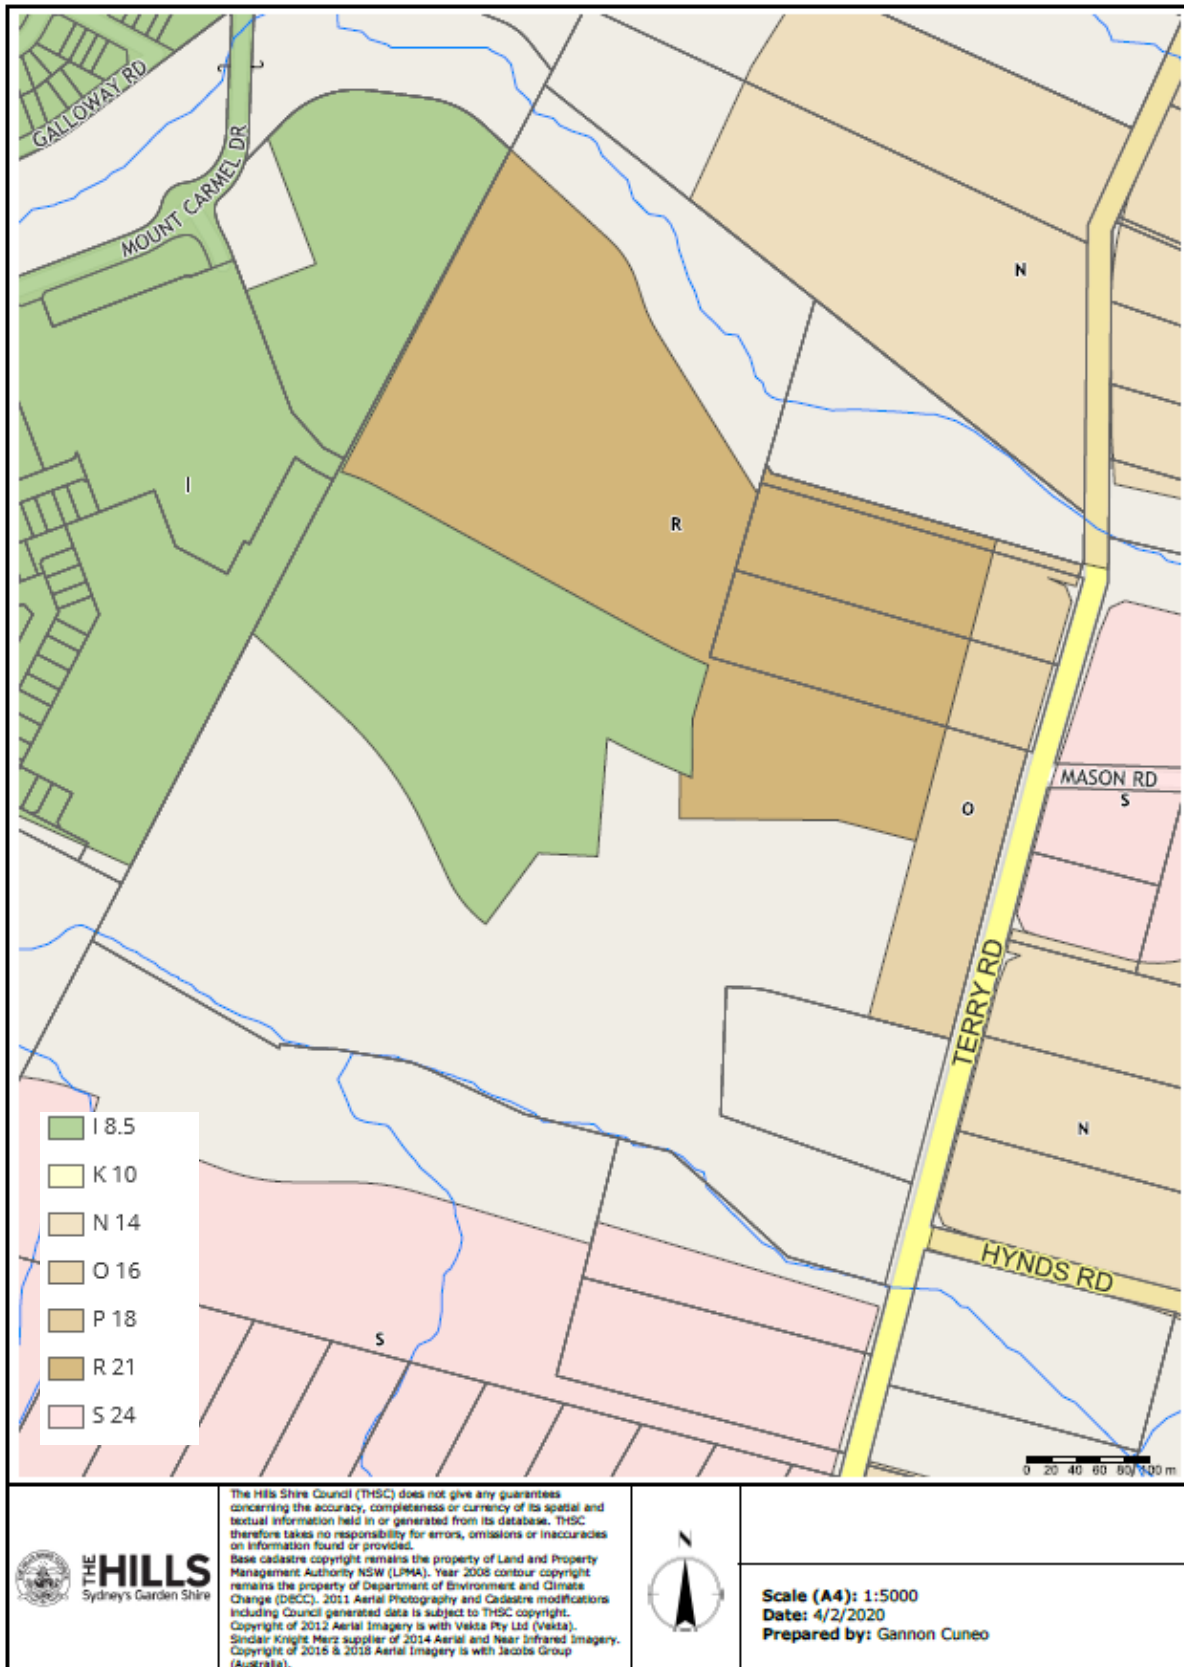 GALLOWAY RD
MOUNT CARMEL DR
N
I
R
MASON RD
S
O
TERRY RD
N
HYNDS RD
S
I 8.5
K 10
N 14
O 16
P 18
R 21
S 24
0 20 40 60 80 100 m
THE HILLS
Sydney's Garden Shire
The Hills Shire Council (THSC) does not give any guarantees
concerning the accuracy, completeness or currency of its spatial and
textual information held in or generated from its database. THSC
therefore takes no responsibility for errors, omissions or inaccuracies
on information found or provided.
Base cadastre copyright remains the property of Land and Property
Management Authority NSW (LPMA). Year 2008 contour copyright
remains the property of Department of Environment and Climate
Change (DECC). 2011 Aerial Photography and Cadastre modifications
including Council generated data is subject to THSC copyright.
Copyright of 2012 Aerial Imagery is with Vekta Pty Ltd (Vekta).
Sinclair Knight Merz supplier of 2014 Aerial and Near Infrared Imagery.
Copyright of 2016 & 2018 Aerial Imagery is with Jacobs Group
(Australia).
N
Scale (A4): 1:5000
Date: 4/2/2020
Prepared by: Gannon Cuneo